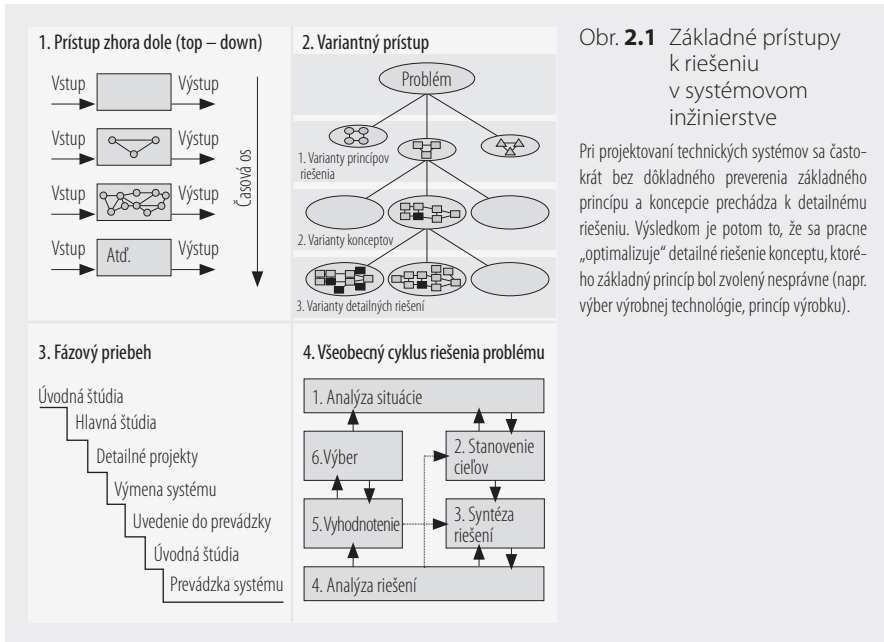 1. Prístup zhora dole (top – down)
Vstup
Výstup
Vstup
Výstup
Vstup
Výstup
Vstup
Atď.
Výstup
Časová os
2. Variantný prístup
Problém
1. Varianty princípov
riešenia
2. Varianty konceptov
3. Varianty detailných riešení
3. Fázový priebeh
Úvodná štúdia
Hlavná štúdia
Detailné projekty
Výmena systému
Uvedenie do prevádzky
Úvodná štúdia
Prevádzka systému
4. Všeobecný cyklus riešenia problému
1. Analýza situácie
6.Výber
2. Stanovenie
cieľov
5.Vyhodnotenie
3. Syntéza
riešení
4. Analýza riešení
Obr. 2.1 Základné prístupy
k riešeniu
v systémovom
inžinierstve
Pri projektovaní technických systémov sa často-
krát bez dôkladného preverenia základného
princípu a koncepcie prechádza k detailnému
riešeniu. Výsledkom je potom to, že sa pracne
„optimalizuje“ detailné riešenie konceptu, ktoré-
ho základný princíp bol zvolený nesprávne (napr.
výber výrobnej technológie, princíp výrobku).